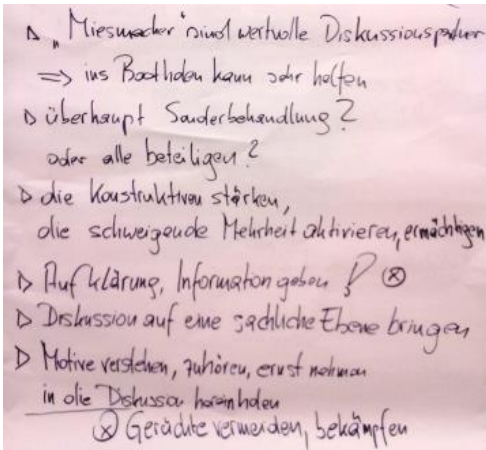 ▷ „Miesmacher“ sind wertvolle Diskussionspartner
⇒ ins Boot holen kann sehr helfen
▷ überhaupt Sonderbehandlung?
oder alle beteiligen?
▷ die Konstruktiven stärken,
die schweigende Mehrheit aktivieren, ermächtigen
▷ Aufklärung, Information geben ! ⊗
▷ Diskussion auf eine sachliche Ebene bringen
▷ Motive verstehen, zuhören, ernst nehmen
in die Diskussion hereinholen
⊗ Gerüchte vermeiden, bekämpfen